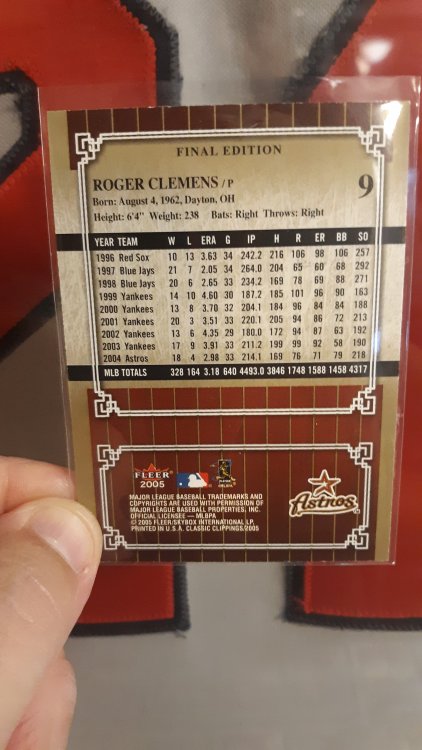 FINAL EDITION
ROGER CLEMENS / P 9
Born: August 4, 1962, Dayton, OH
Height: 6'4" Weight: 238 Bats: Right Throws: Right
YEAR TEAM W L ERA G IP H R ER BB SO
1996 Red Sox 10 13 3.63 34 242.2 216 106 98 106 257
1997 Blue Jays 21 7 2.05 34 264.0 204 65 60 68 292
1998 Blue Jays 20 6 2.65 33 234.2 169 78 69 88 271
1999 Yankees 14 10 4.60 30 187.2 185 101 96 90 163
2000 Yankees 13 8 3.70 32 204.1 184 96 84 84 188
2001 Yankees 20 3 3.51 33 220.1 205 94 86 72 213
2002 Yankees 13 6 4.35 29 180.0 172 94 87 63 192
2003 Yankees 17 9 3.91 33 211.2 199 99 92 58 190
2004 Astros 18 4 2.98 33 214.1 169 76 71 79 218
MLB TOTALS 328 164 3.18 640 4493.0 3846 1748 1588 1458 4317
FLEER
2005
MAJOR LEAGUE BASEBALL TRADEMARKS AND
COPYRIGHTS ARE USED WITH PERMISSION OF
MAJOR LEAGUE BASEBALL PROPERTIES, INC.
OFFICIAL LICENSEE — MLBPA
© 2005 FLEER/SKYBOX INTERNATIONAL LP.
PRINTED IN U.S.A. CLASSIC CLIPPINGS/2005
Astros